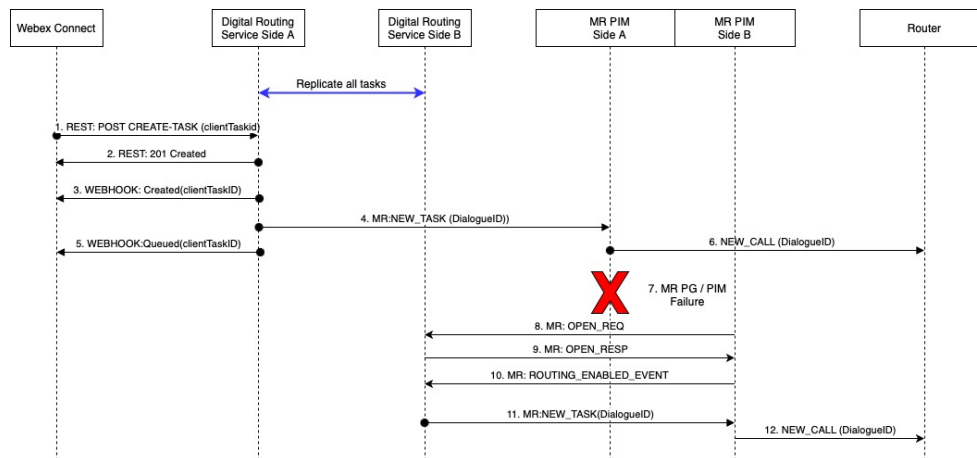 Webex Connect
Digital Routing
Service Side A
Digital Routing
Service Side B
MR PIM
Side A
MR PIM
Side B
Router
Replicate all tasks
1. REST: POST CREATE-TASK (clientTaskid)
2. REST: 201 Created
3. WEBHOOK: Created(clientTaskID)
4. MR:NEW_TASK (DialogueID))
5. WEBHOOK:Queued(clientTaskID)
6. NEW_CALL (DialogueID)
7. MR PG / PIM
Failure
8. MR: OPEN_REQ
9. MR: OPEN_RESP
10. MR: ROUTING_ENABLED_EVENT
11. MR:NEW_TASK(DialogueID)
12. NEW_CALL (DialogueID)